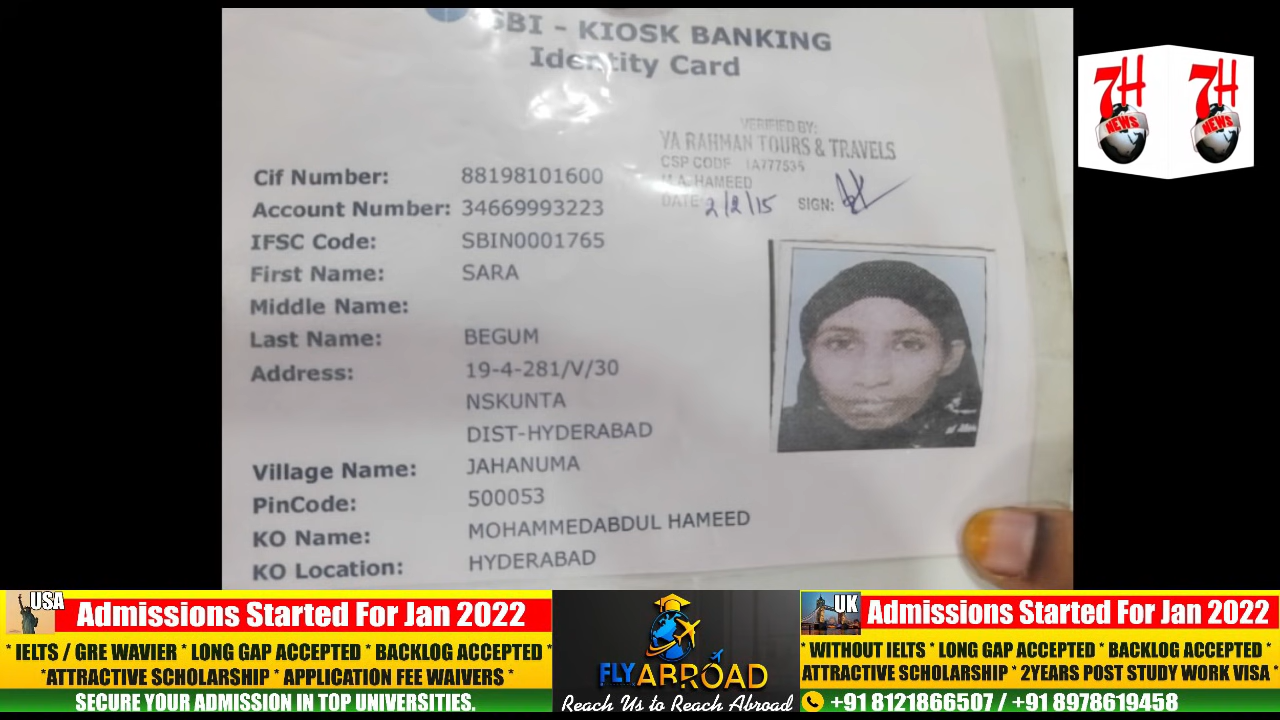 SBI - KIOSK BANKING
Identity Card
VERIFIED BY:
YA RAHMAN TOURS & TRAVELS
CSP CODE 1A777535
M.A. HAMEED
DATE: 2/2/15 SIGN:
Cif Number: 88198101600
Account Number: 34669993223
IFSC Code: SBIN0001765
First Name: SARA
Middle Name:
Last Name: BEGUM
Address: 19-4-281/V/30
NSKUNTA
DIST-HYDERABAD
Village Name: JAHANUMA
PinCode: 500053
KO Name: MOHAMMEDABDUL HAMEED
KO Location: HYDERABAD
7H NEWS
7H NEWS
USA
Admissions Started For Jan 2022
* IELTS / GRE WAVIER * LONG GAP ACCEPTED * BACKLOG ACCEPTED *
*ATTRACTIVE SCHOLARSHIP * APPLICATION FEE WAIVERS *
SECURE YOUR ADMISSION IN TOP UNIVERSITIES.
FLY ABROAD
Reach Us to Reach Abroad
UK
Admissions Started For Jan 2022
* WITHOUT IELTS * LONG GAP ACCEPTED * BACKLOG ACCEPTED *
ATTRACTIVE SCHOLARSHIP * 2YEARS POST STUDY WORK VISA *
+91 8121866507 / +91 8978619458